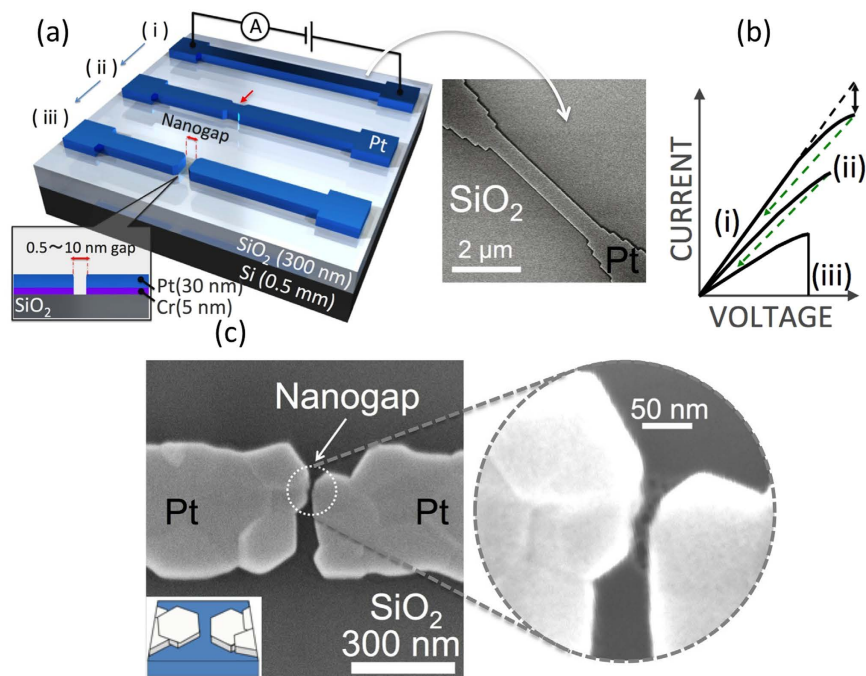 (a)
(i)
(ii)
(iii)
A
Nanogap
Pt
SiO₂ (300 nm)
Si (0.5 mm)
0.5～10 nm gap
Pt(30 nm)
Cr(5 nm)
SiO₂
SiO₂
2 µm
Pt
(b)
CURRENT
(i)
(ii)
(iii)
VOLTAGE
(c)
Nanogap
Pt
Pt
SiO₂
300 nm
50 nm